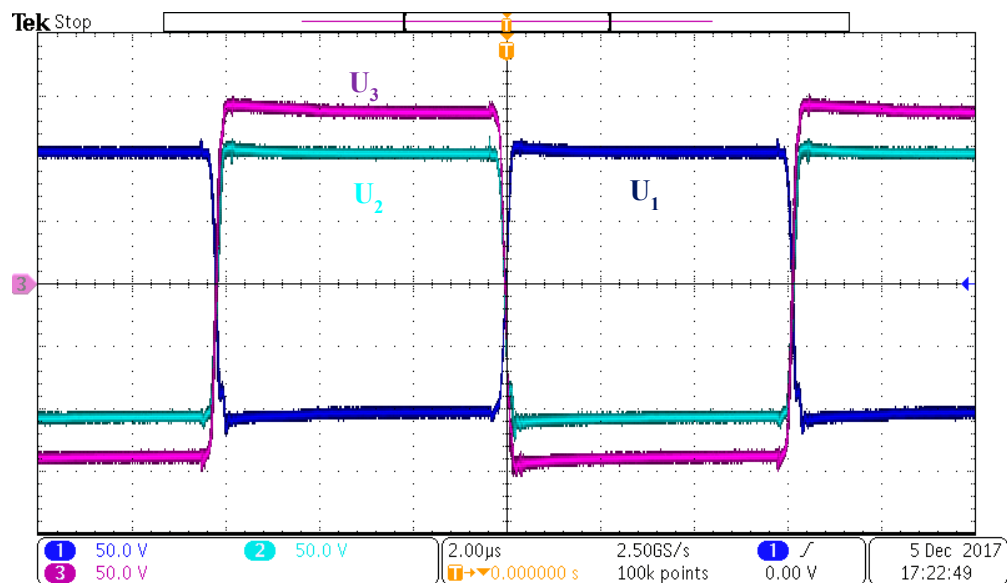 Tek Stop
T
T
U3
U2
U1
3
1 50.0 V 2 50.0 V 2.00µs 2.50GS/s 1 5 Dec 2017
3 50.0 V T→▼0.000000 s 100k points 0.00 V 17:22:49